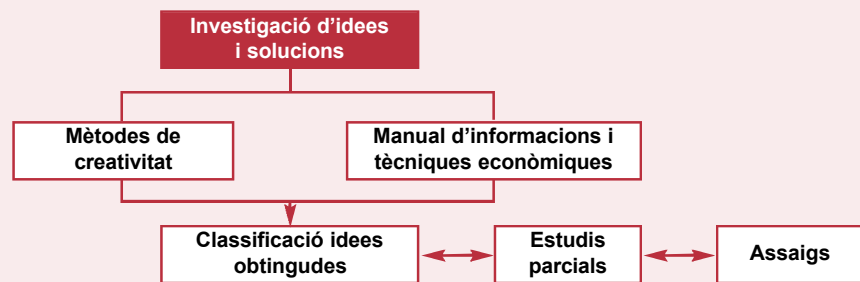 Investigació d’idees
i solucions
Mètodes de
creativitat
Manual d’informacions i
tècniques econòmiques
Classificació idees
obtingudes
Estudis
parcials
Assaigs